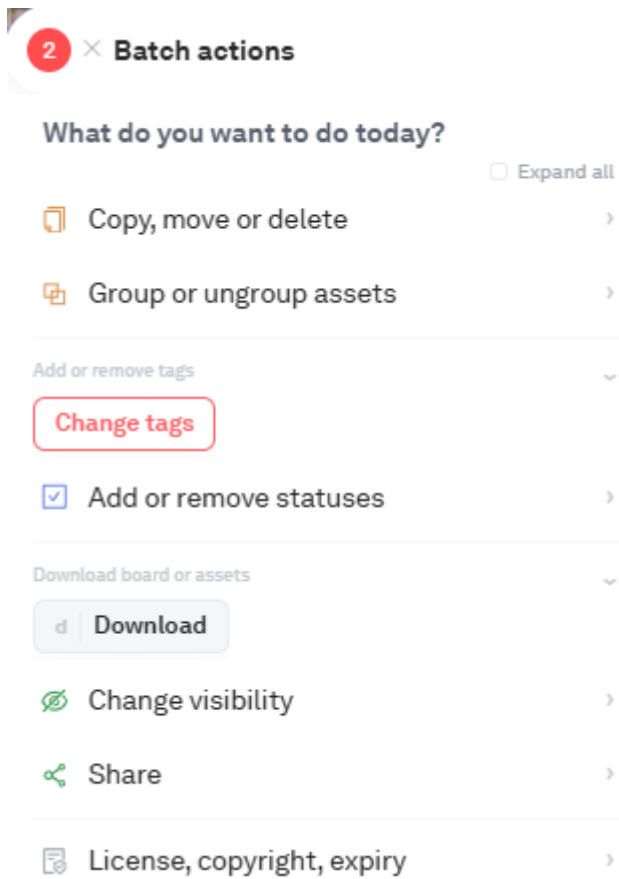 2 × Batch actions
What do you want to do today?
Expand all
Copy, move or delete
Group or ungroup assets
Add or remove tags
Change tags
Add or remove statuses
Download board or assets
d Download
Change visibility
Share
License, copyright, expiry